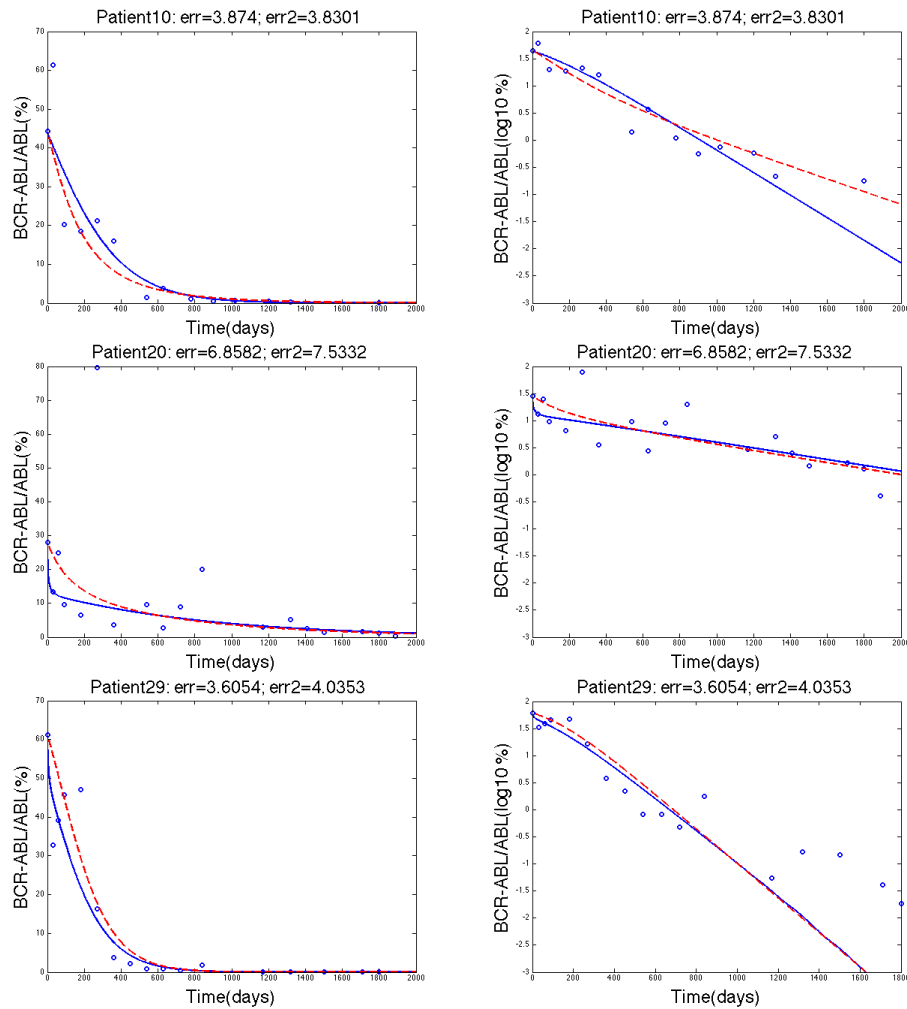 Patient10: err=3.874; err2=3.8301
BCR-ABL/ABL(%)
70
60
50
40
30
20
10
0
0 200 400 600 800 1000 1200 1400 1600 1800 2000
Time(days)
Patient10: err=3.874; err2=3.8301
BCR-ABL/ABL(log10 %)
2
1.5
1
0.5
0
-0.5
-1
-1.5
-2
-2.5
-3
0 200 400 600 800 1000 1200 1400 1600 1800 2000
Time(days)
Patient20: err=6.8582; err2=7.5332
BCR-ABL/ABL(%)
80
70
60
50
40
30
20
10
0
0 200 400 600 800 1000 1200 1400 1600 1800 2000
Time(days)
Patient20: err=6.8582; err2=7.5332
BCR-ABL/ABL(log10 %)
2
1.5
1
0.5
0
-0.5
-1
-1.5
-2
-2.5
-3
0 200 400 600 800 1000 1200 1400 1600 1800 2000
Time(days)
Patient29: err=3.6054; err2=4.0353
BCR-ABL/ABL(%)
70
60
50
40
30
20
10
0
0 200 400 600 800 1000 1200 1400 1600 1800 2000
Time(days)
Patient29: err=3.6054; err2=4.0353
BCR-ABL/ABL(log10 %)
2
1.5
1
0.5
0
-0.5
-1
-1.5
-2
-2.5
-3
0 200 400 600 800 1000 1200 1400 1600 1800
Time(days)